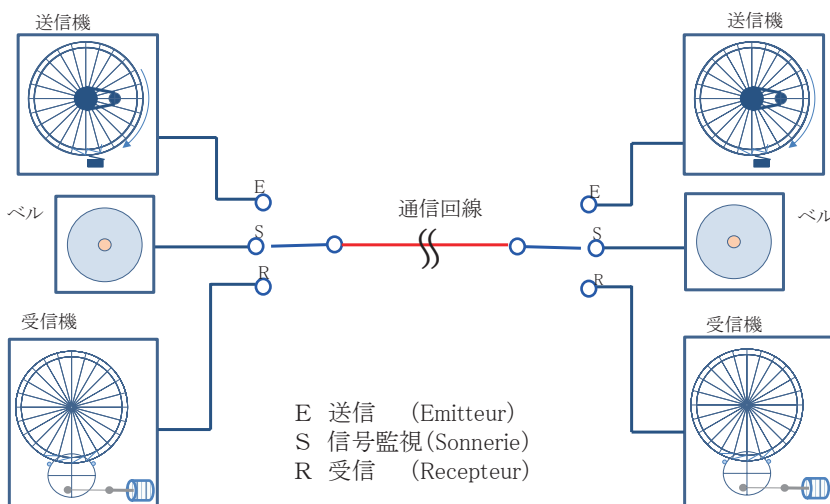 送信機
送信機
E
E
ベル
S
通信回線
S
ベル
R
R
受信機
受信機
E 送信 (Emitteur)
S 信号監視(Sonnerie)
R 受信 (Recepteur)